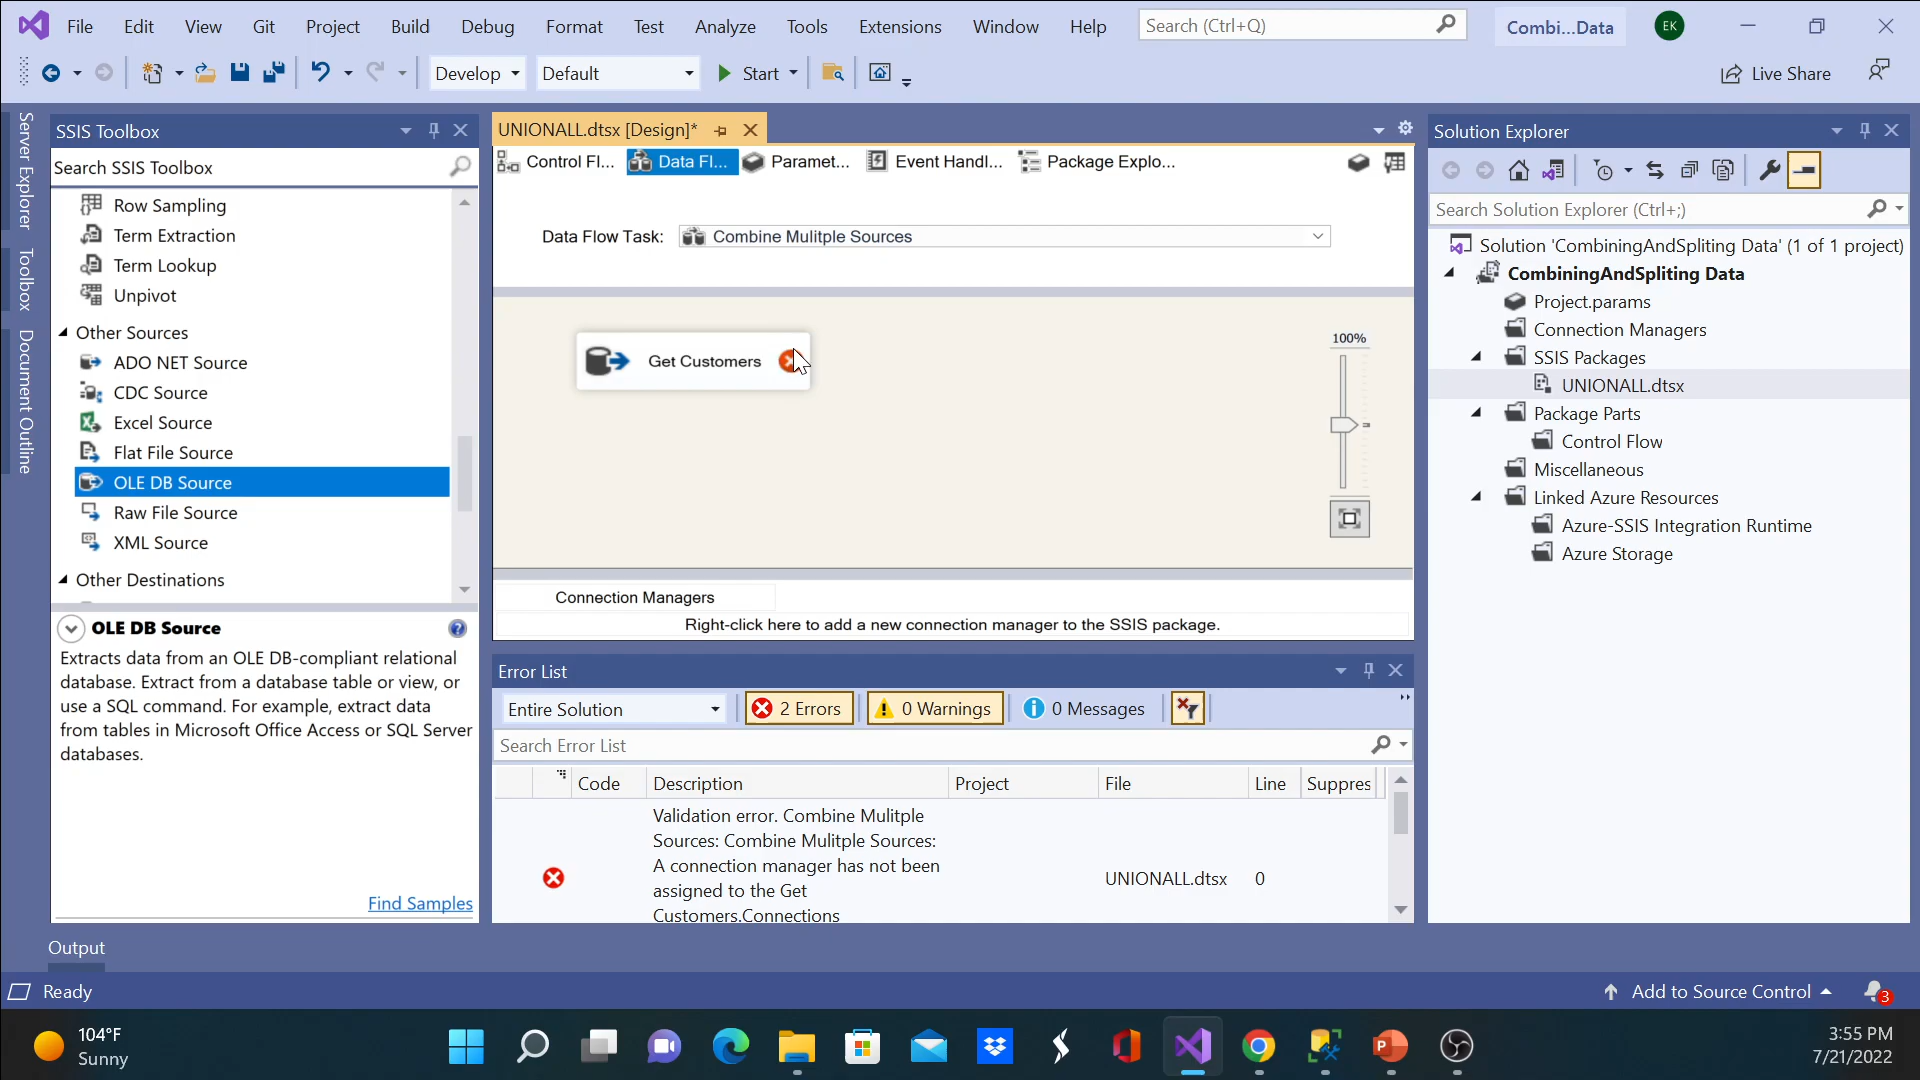 File Edit View Git Project Build Debug Format Test Analyze Tools Extensions Window Help Search (Ctrl+Q) Combi...Data EK
Develop Default Start Live Share
Server Explorer
Toolbox
Document Outline
SSIS Toolbox
Search SSIS Toolbox
Row Sampling
Term Extraction
Term Lookup
Unpivot
Other Sources
ADO NET Source
CDC Source
Excel Source
Flat File Source
OLE DB Source
Raw File Source
XML Source
Other Destinations
OLE DB Source
Extracts data from an OLE DB-compliant relational
database. Extract from a database table or view, or
use a SQL command. For example, extract data
from tables in Microsoft Office Access or SQL Server
databases.
Find Samples
UNIONALL.dtsx [Design]*
Control Fl... Data Fl... Paramet... Event Handl... Package Explo...
Data Flow Task: Combine Mulitple Sources
Get Customers
100%
Connection Managers
Right-click here to add a new connection manager to the SSIS package.
Error List
Entire Solution 2 Errors 0 Warnings 0 Messages
Search Error List
Code Description Project File Line Suppres
Validation error. Combine Mulitple
Sources: Combine Mulitple Sources:
A connection manager has not been
assigned to the Get
Customers.Connections
UNIONALL.dtsx 0
Solution Explorer
Search Solution Explorer (Ctrl+;)
Solution 'CombiningAndSpliting Data' (1 of 1 project)
CombiningAndSpliting Data
Project.params
Connection Managers
SSIS Packages
UNIONALL.dtsx
Package Parts
Control Flow
Miscellaneous
Linked Azure Resources
Azure-SSIS Integration Runtime
Azure Storage
Output
Ready Add to Source Control 3
104°F
Sunny
3:55 PM
7/21/2022